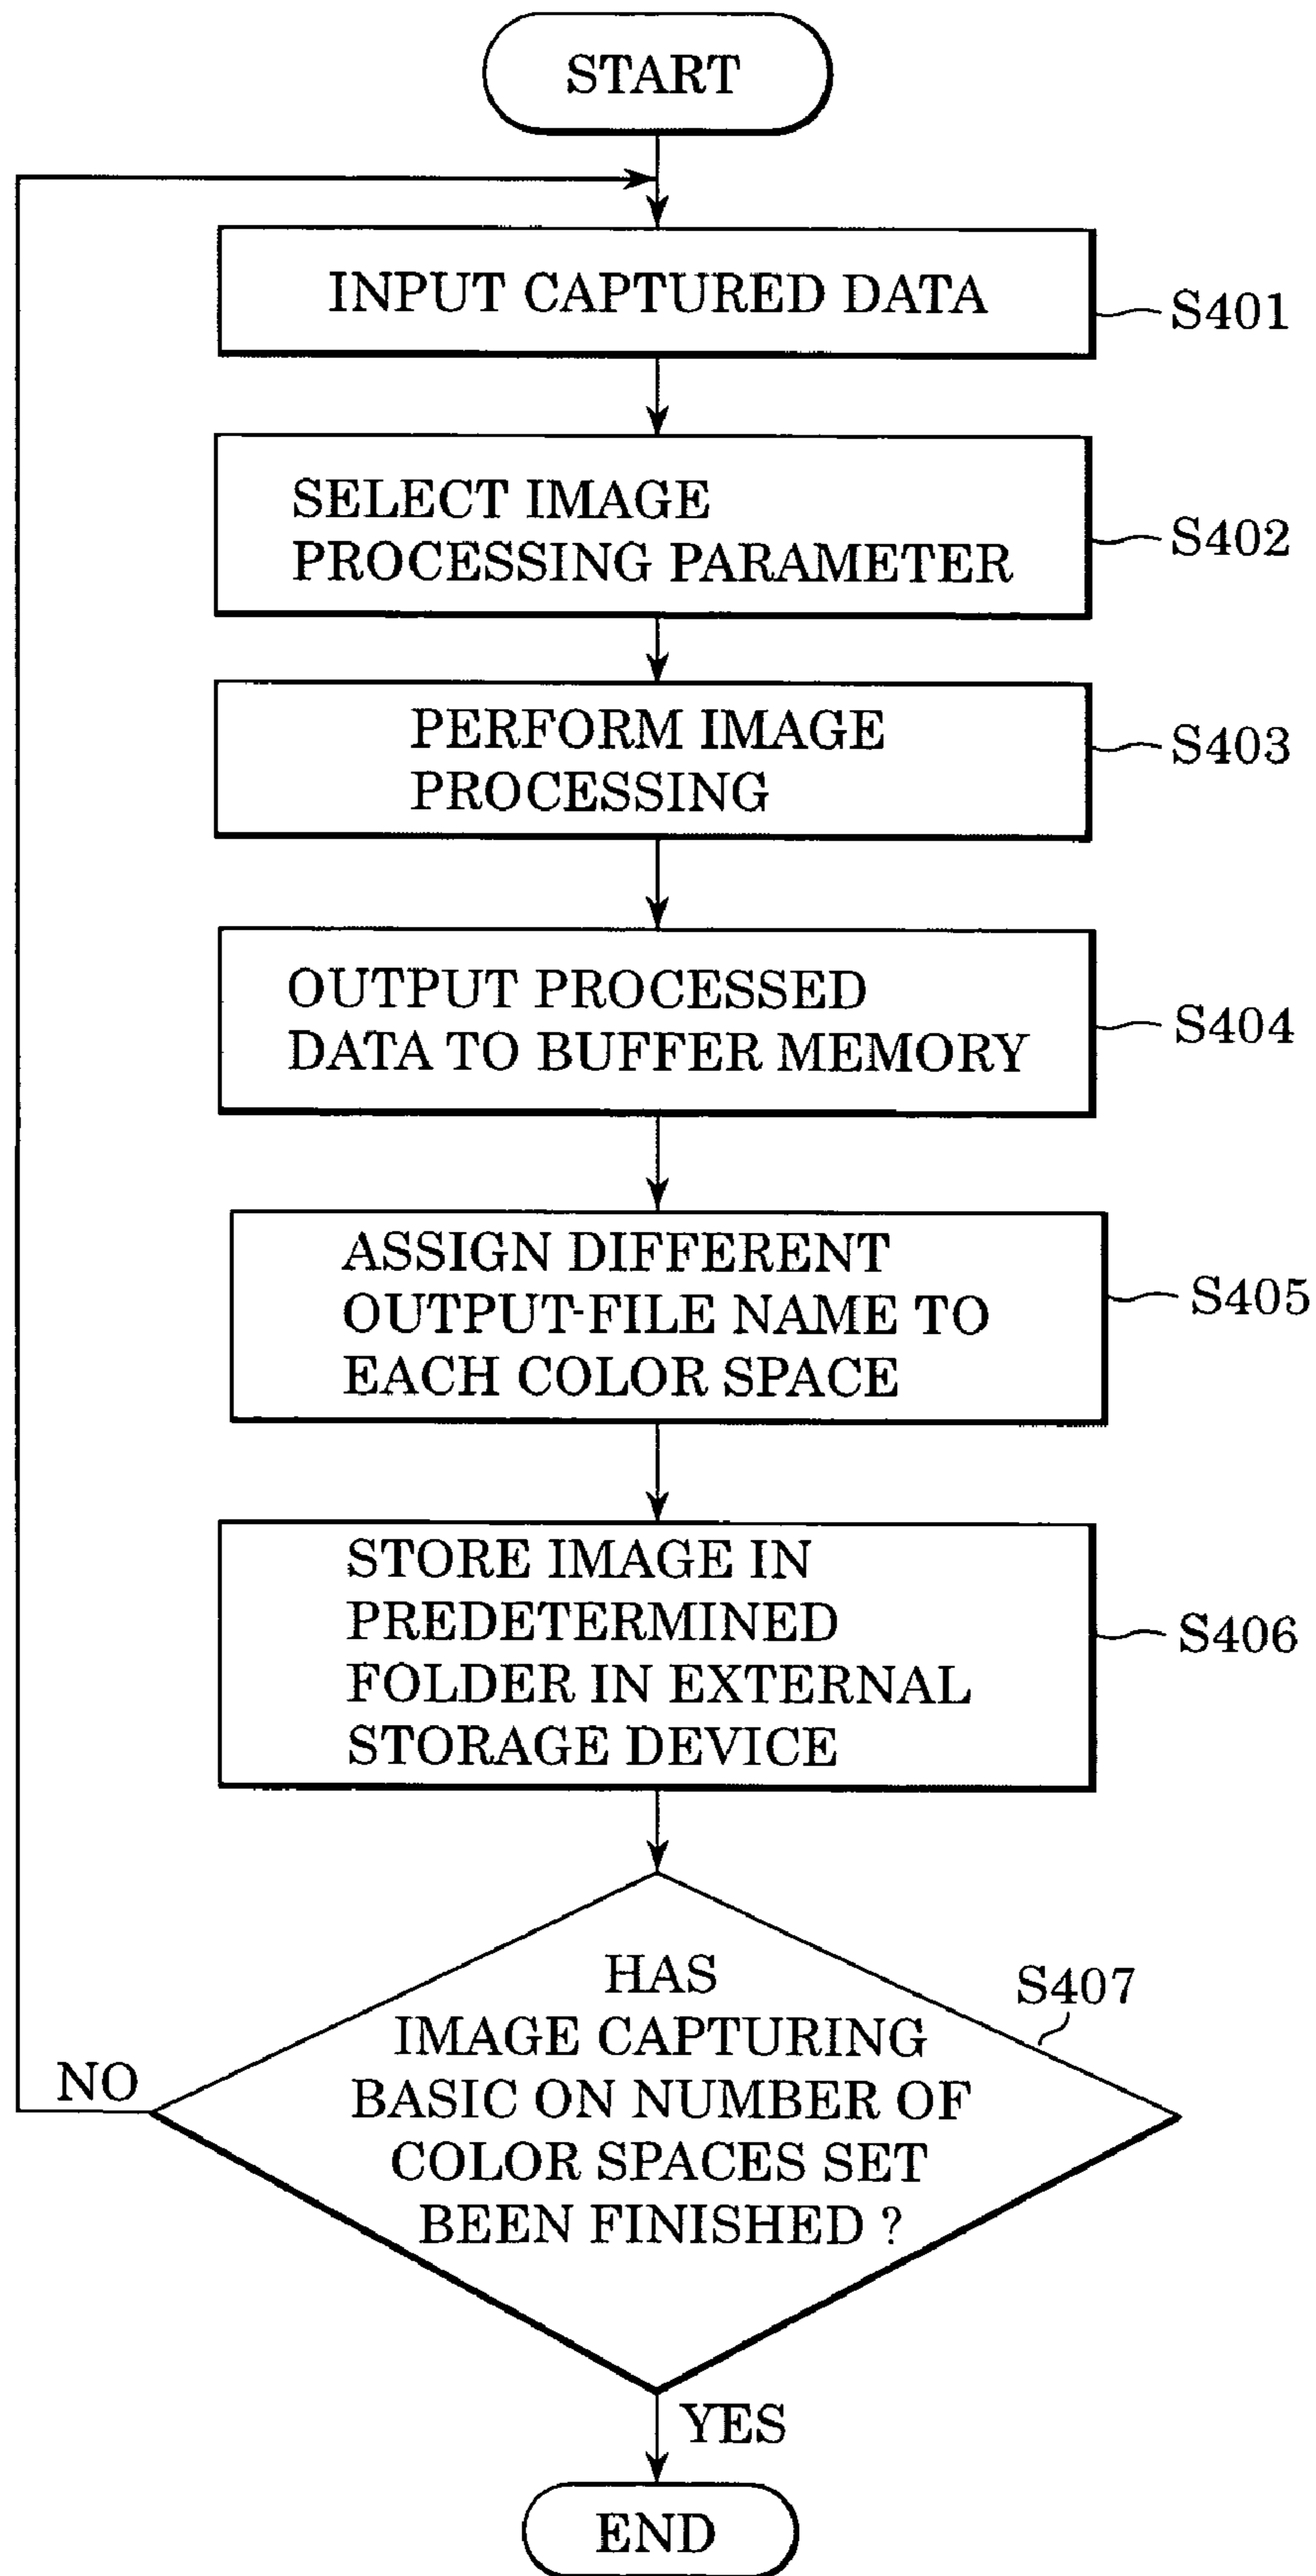 START
INPUT CAPTURED DATA
S401
SELECT IMAGE
PROCESSING PARAMETER
S402
PERFORM IMAGE
PROCESSING
S403
OUTPUT PROCESSED
DATA TO BUFFER MEMORY
S404
ASSIGN DIFFERENT
OUTPUT-FILE NAME TO
EACH COLOR SPACE
S405
STORE IMAGE IN
PREDETERMINED
FOLDER IN EXTERNAL
STORAGE DEVICE
S406
HAS
IMAGE CAPTURING
BASIC ON NUMBER OF
COLOR SPACES SET
BEEN FINISHED ?
S407
NO
YES
END